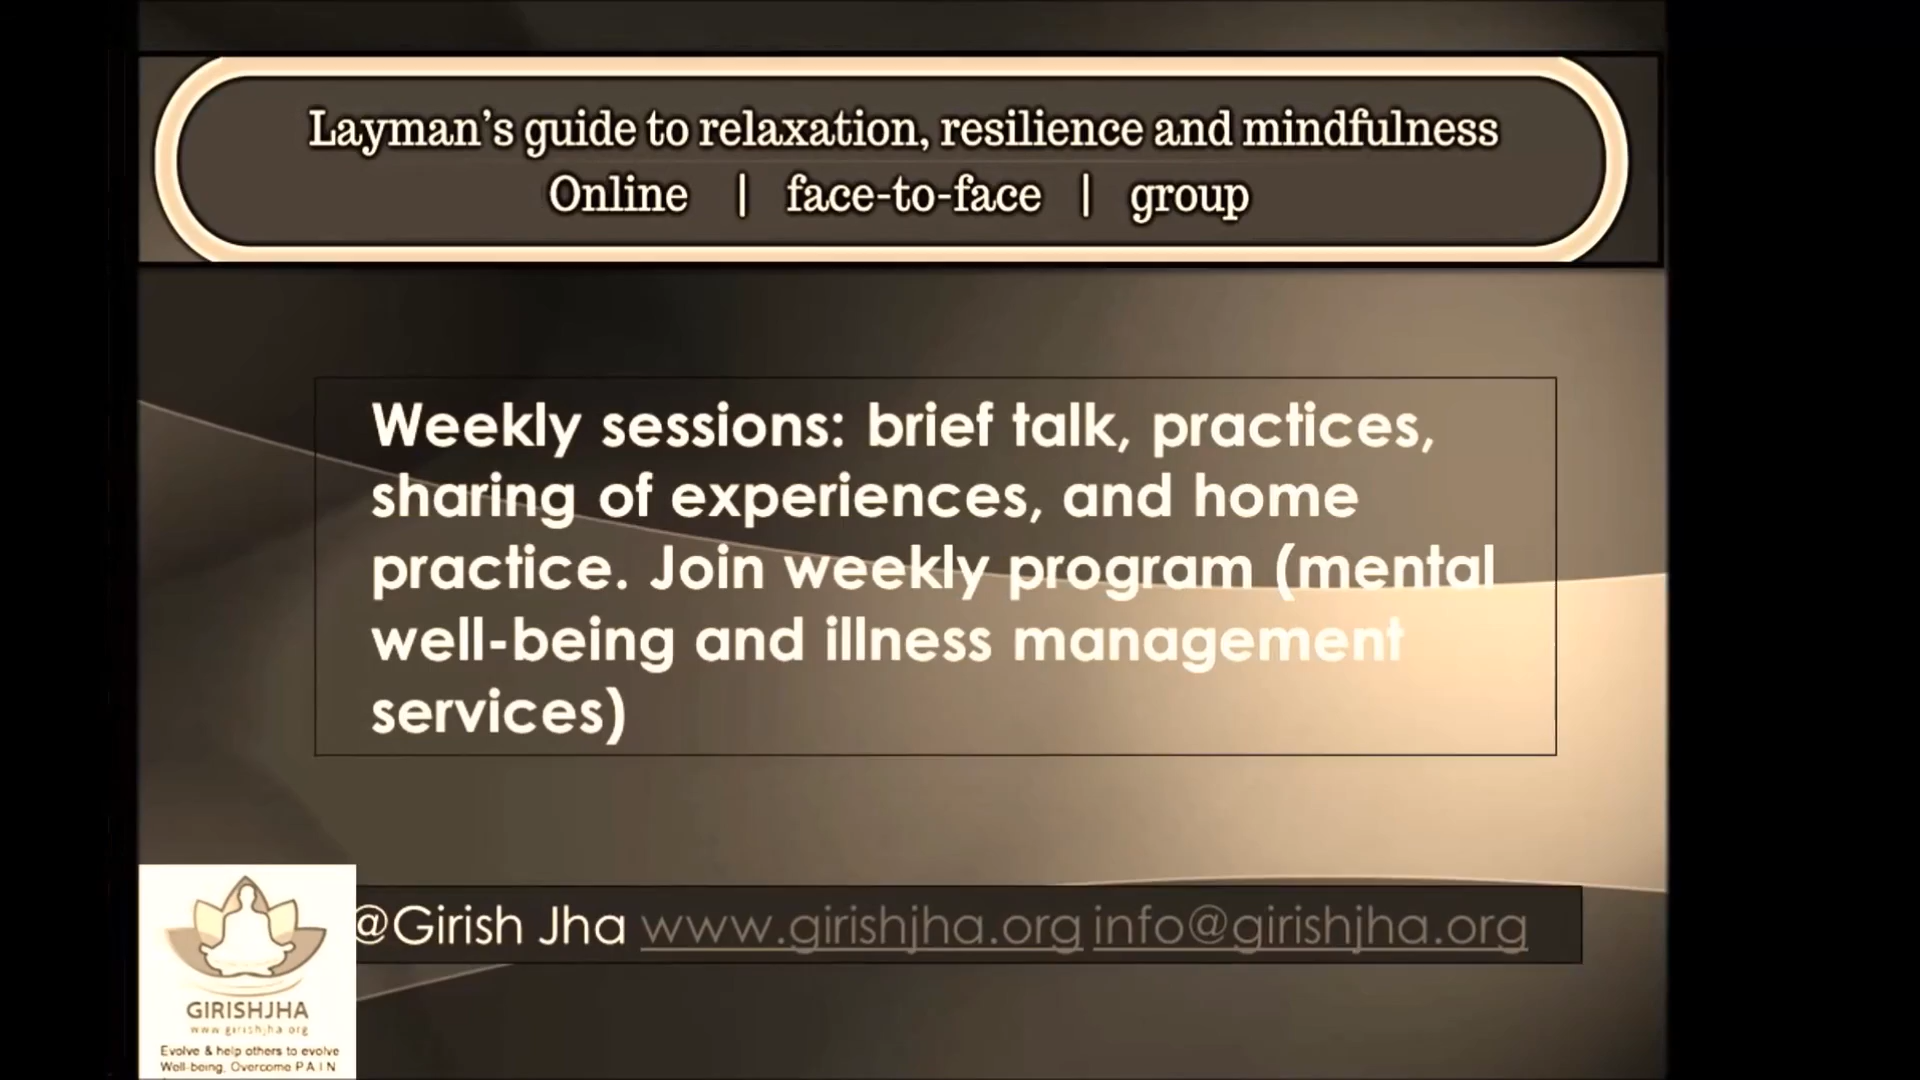 Layman’s guide to relaxation, resilience and mindfulness
Online | face-to-face | group
Weekly sessions: brief talk, practices,
sharing of experiences, and home
practice. Join weekly program (mental
well-being and illness management
services)
@Girish Jha www.girishjha.org info@girishjha.org
GIRISHJHA
www.girishjha.org
Evolve & help others to evolve
Well-being, Overcome P A I N